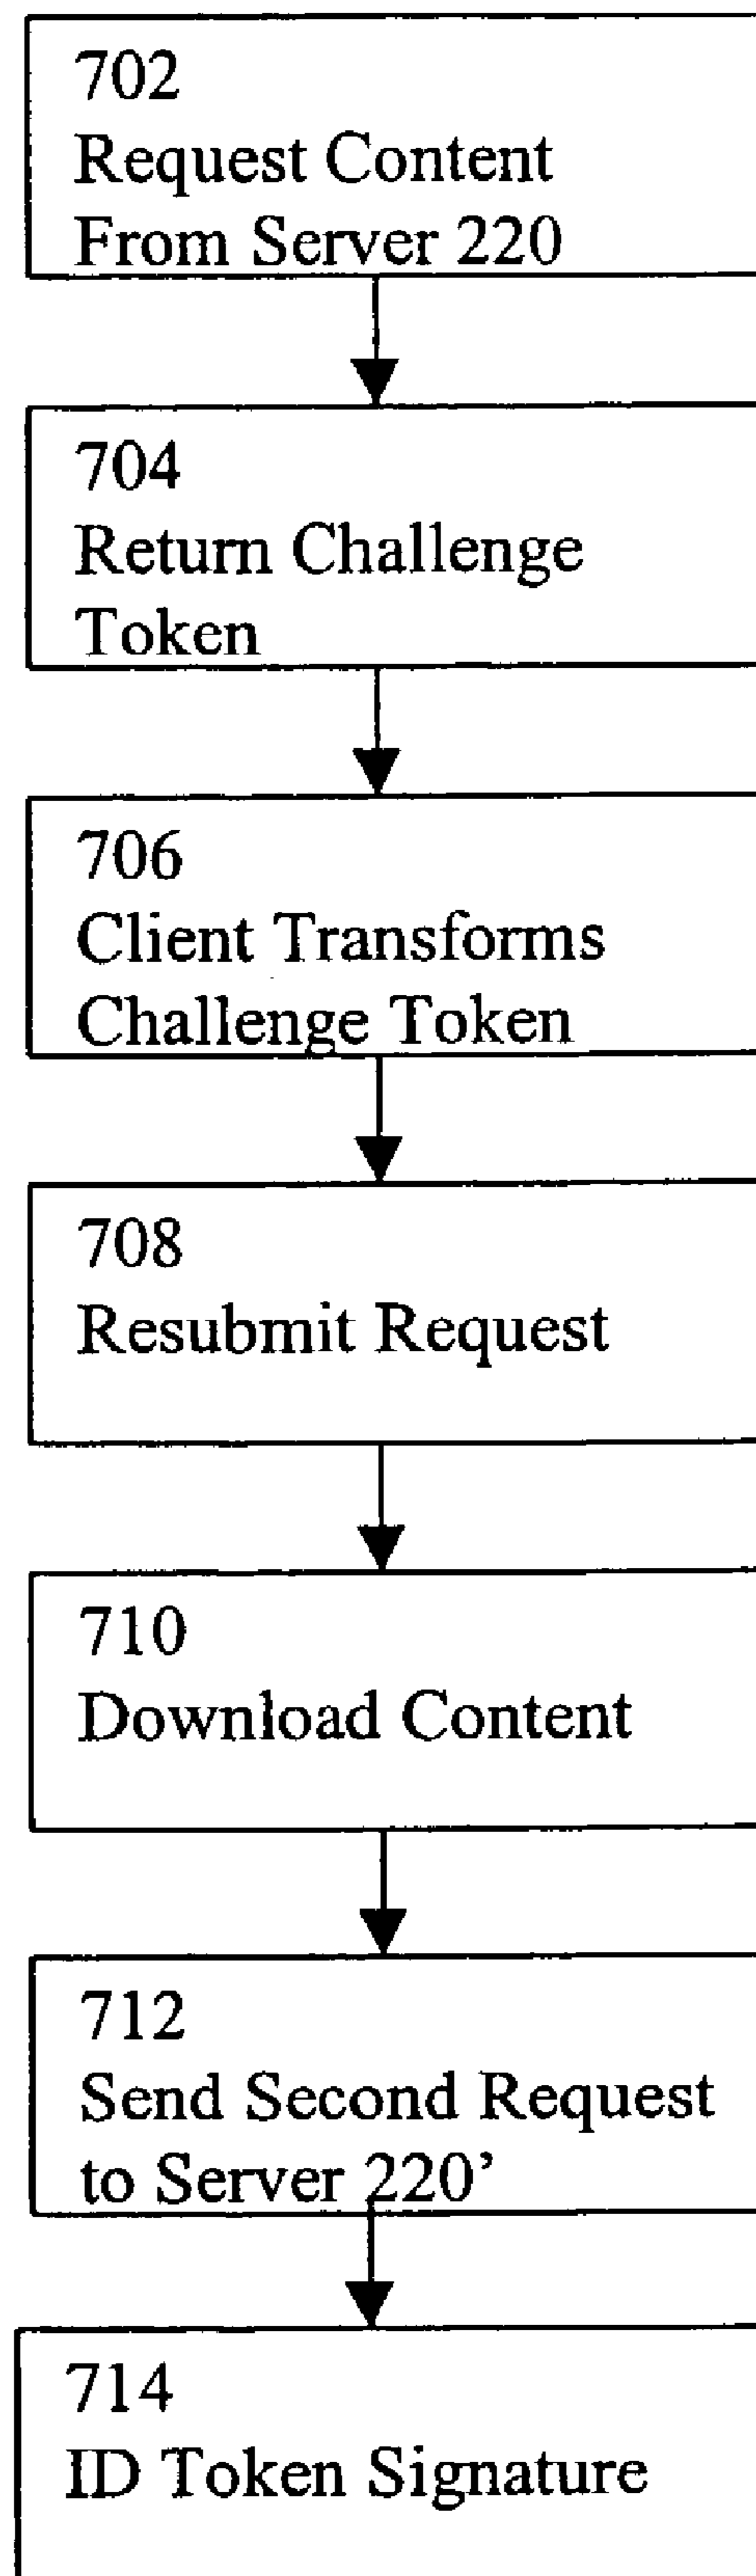 702
Request Content
From Server 220
704
Return Challenge
Token
706
Client Transforms
Challenge Token
708
Resubmit Request
710
Download Content
712
Send Second Request
to Server 220’
714
ID Token Signature